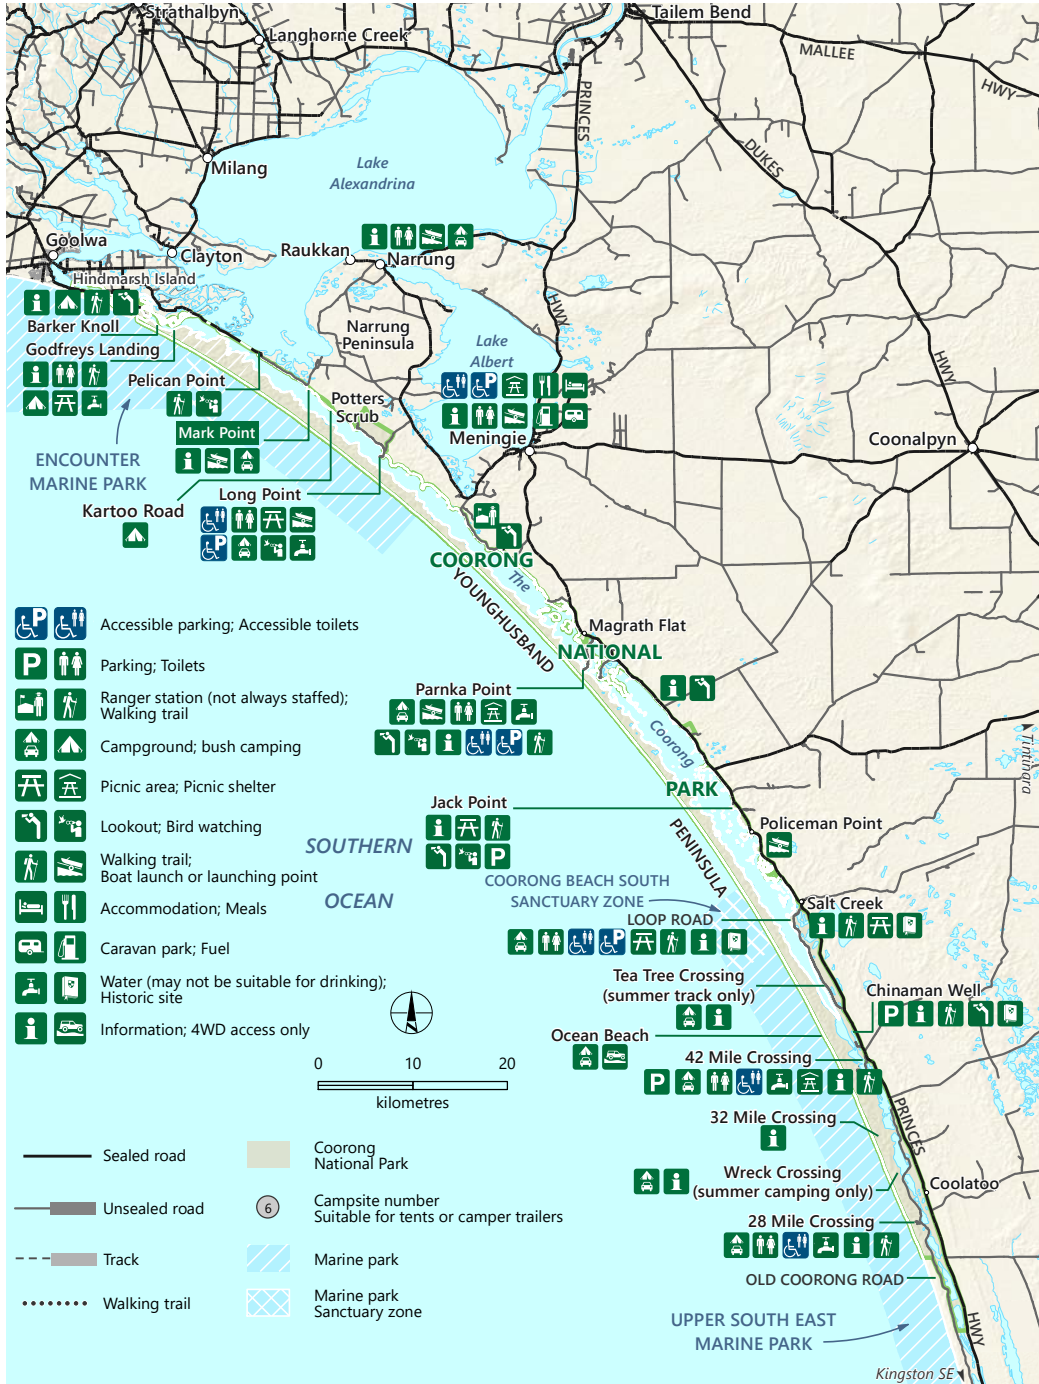 Strathalbyn
Langhorne Creek
Tailem Bend
MALLEE
HWY
PRINCES
DUKES
Milang
Lake
Alexandrina
Goolwa
Clayton
Raukkan
Narrung
Hindmarsh Island
HWY
Barker Knoll
Narrung
Peninsula
Lake
Albert
Godfreys Landing
HWY
Pelican Point
Potters
Scrub
Mark Point
Meningie
Coonalpyn
ENCOUNTER
MARINE PARK
Long Point
Kartoo Road
COORONG
The
YOUNGHUSBAND
Magrath Flat
NATIONAL
Parnka Point
Coorong
Tintinara
PARK
Jack Point
Policeman Point
PENINSULA
SOUTHERN
OCEAN
COORONG BEACH SOUTH
SANCTUARY ZONE
LOOP ROAD
Salt Creek
Tea Tree Crossing
(summer track only)
Chinaman Well
P
Ocean Beach
42 Mile Crossing
P
32 Mile Crossing
PRINCES
Wreck Crossing
(summer camping only)
Coolatoo
28 Mile Crossing
OLD COORONG ROAD
UPPER SOUTH EAST
MARINE PARK
HWY
Kingston SE
Accessible parking; Accessible toilets
P
Parking; Toilets
Ranger station (not always staffed);
Walking trail
Campground; bush camping
Picnic area; Picnic shelter
Lookout; Bird watching
Walking trail;
Boat launch or launching point
Accommodation; Meals
Caravan park; Fuel
Water (may not be suitable for drinking);
Historic site
Information; 4WD access only
0 10 20
kilometres
Sealed road
Coorong
National Park
Unsealed road
6
Campsite number
Suitable for tents or camper trailers
Track
Marine park
Walking trail
Marine park
Sanctuary zone